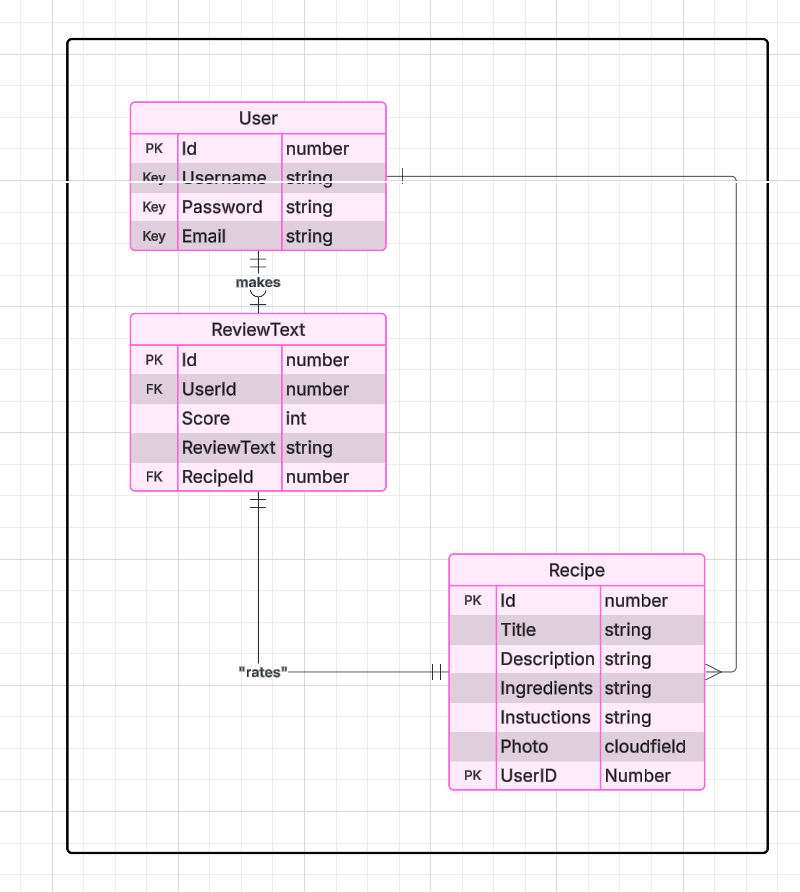 User
PK Id number
Key Username string
Key Password string
Key Email string
makes
ReviewText
PK Id number
FK UserId number
Score int
ReviewText string
FK RecipeId number
Recipe
PK Id number
Title string
Description string
Ingredients string
Instuctions string
Photo cloudfield
PK UserID Number
"rates"